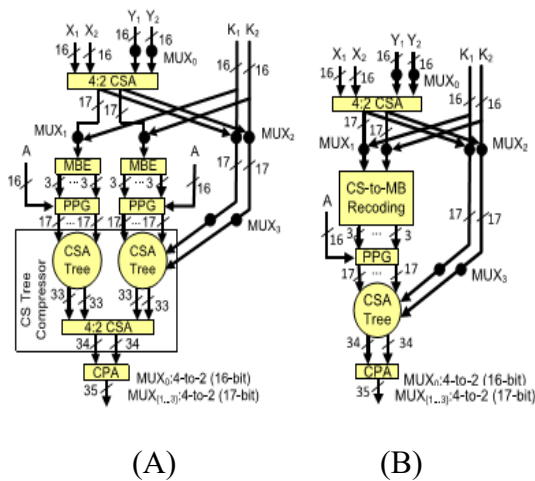 X1 X2 Y1 Y2 K1 K2
16 16 16 16 16 16
MUX0
4:2 CSA
17 17
MUX1 MUX2
A A
MBE MBE
16 3 ... 3 3 ... 3 16 17 17
PPG PPG
17 ... 17 17 ... 17
MUX3
CSA Tree CSA Tree
CS Tree Compressor
33 33 33 33
4:2 CSA
34 34
CPA
35
MUX0:4-to-2 (16-bit)
MUX{1...3}:4-to-2 (17-bit)
(A)
X1 X2 Y1 Y2 K1 K2
16 16 16 16 16 16
MUX0
4:2 CSA
17 17
MUX1 MUX2
CS-to-MB Recoding
A
16 3 ... 3 17 17
PPG
17 ... 17
MUX3
CSA Tree
34 34
CPA
35
MUX0:4-to-2 (16-bit)
MUX{1...3}:4-to-2 (17-bit)
(B)